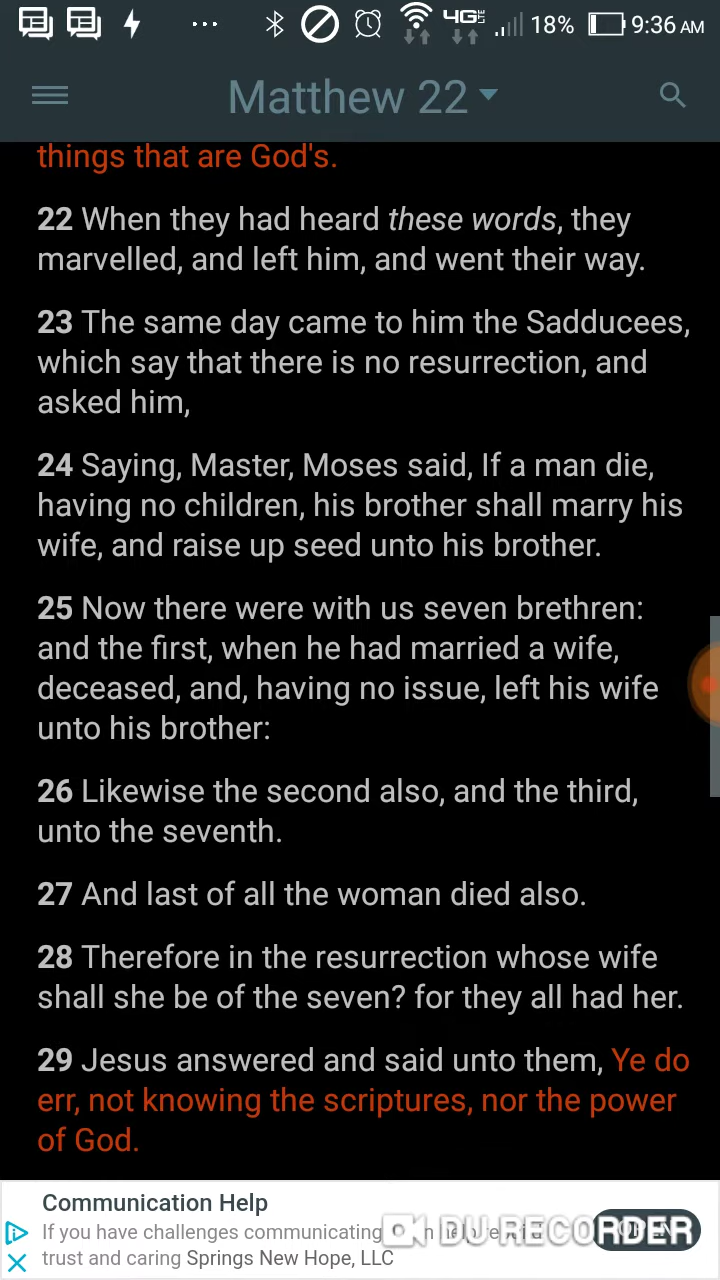 4G LTE 18% 9:36 AM
Matthew 22
things that are God's.
22 When they had heard these words, they
marvelled, and left him, and went their way.
23 The same day came to him the Sadducees,
which say that there is no resurrection, and
asked him,
24 Saying, Master, Moses said, If a man die,
having no children, his brother shall marry his
wife, and raise up seed unto his brother.
25 Now there were with us seven brethren:
and the first, when he had married a wife,
deceased, and, having no issue, left his wife
unto his brother:
26 Likewise the second also, and the third,
unto the seventh.
27 And last of all the woman died also.
28 Therefore in the resurrection whose wife
shall she be of the seven? for they all had her.
29 Jesus answered and said unto them, Ye do
err, not knowing the scriptures, nor the power
of God.
Communication Help
If you have challenges communicating
DU RECORDER
trust and caring Springs New Hope, LLC